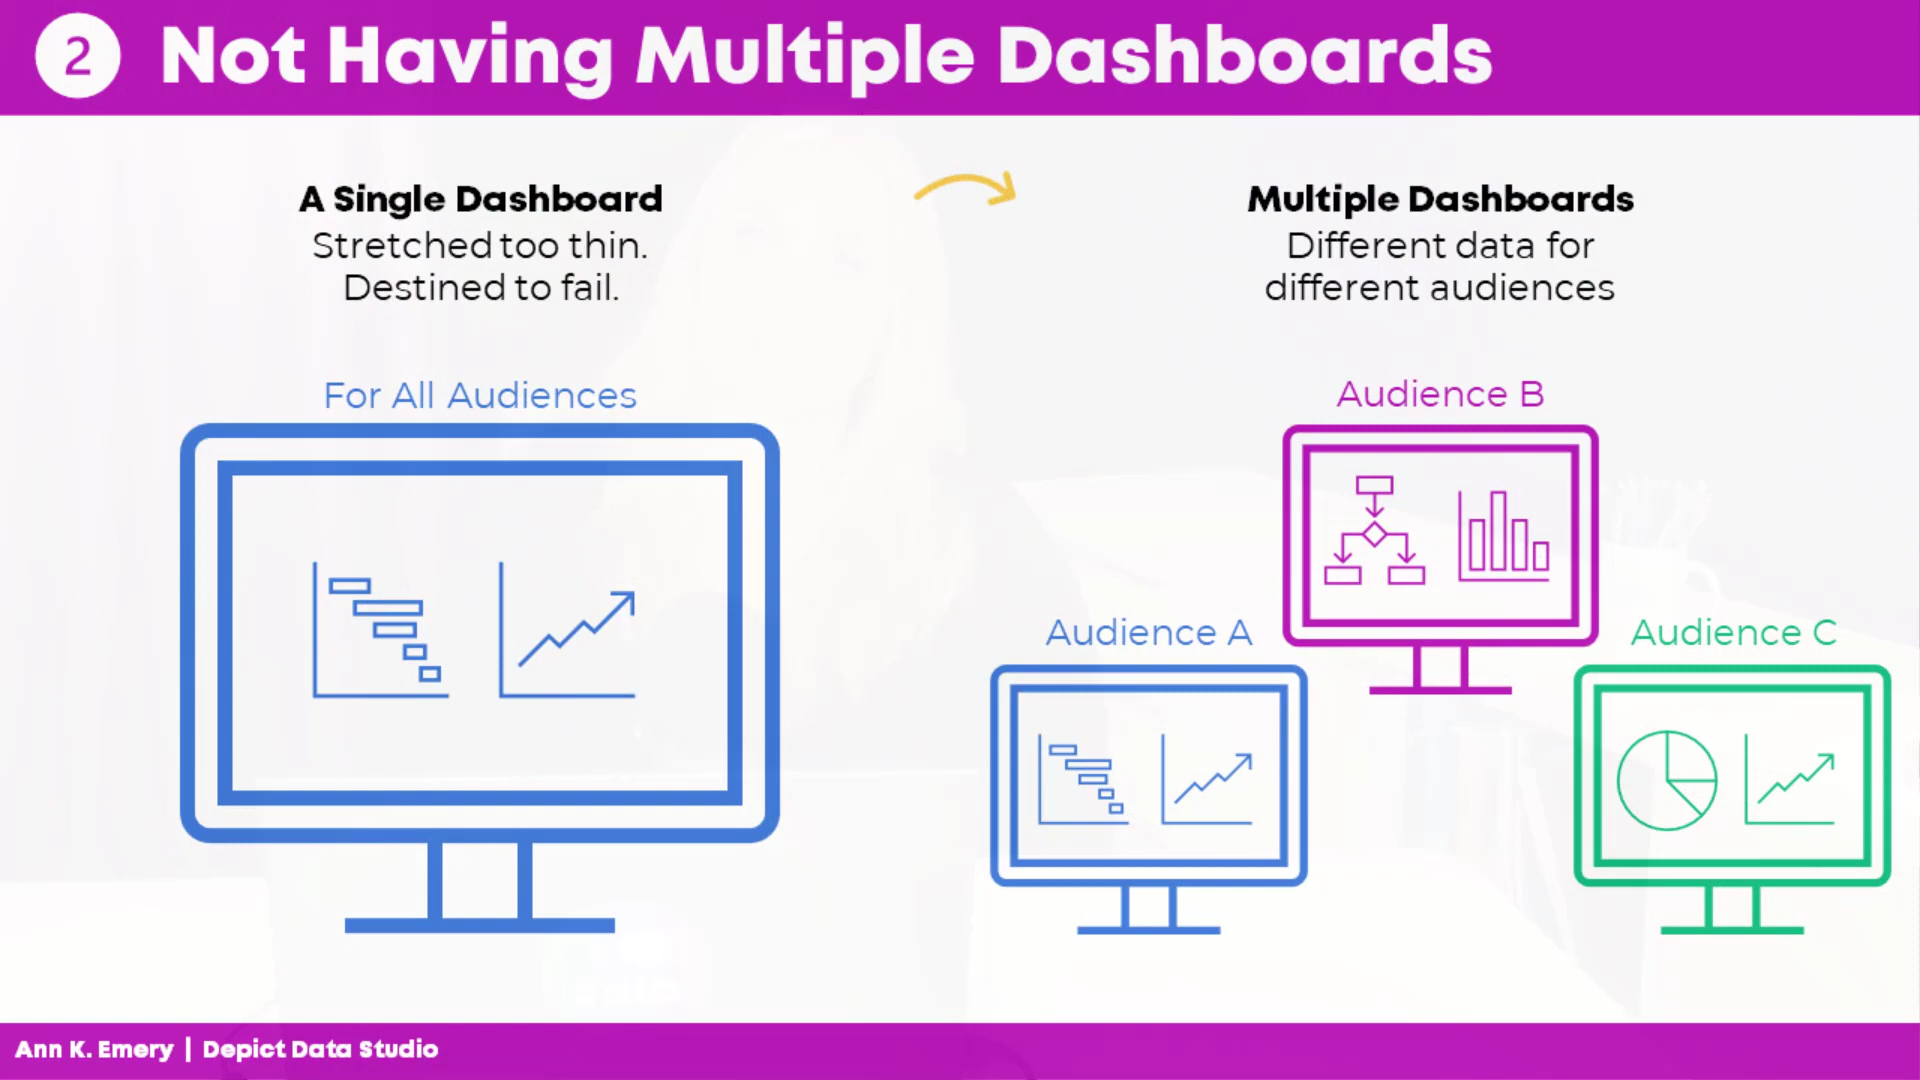 2 Not Having Multiple Dashboards
A Single Dashboard
Stretched too thin.
Destined to fail.
For All Audiences
Multiple Dashboards
Different data for
different audiences
Audience B
Audience A
Audience C
Ann K. Emery | Depict Data Studio